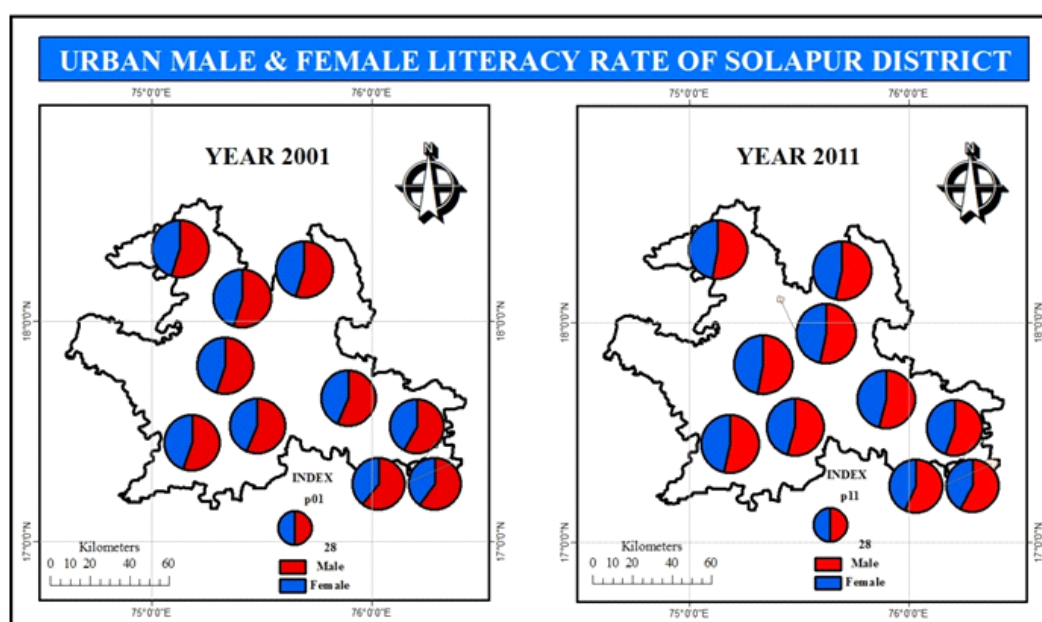 URBAN MALE & FEMALE LITERACY RATE OF SOLAPUR DISTRICT
75°0'0"E 76°0'0"E
YEAR 2001
N
18°0'0"N 18°0'0"N
17°0'0"N 17°0'0"N
INDEX
p01
28
Male
Female
Kilometers
0 10 20 40 60
75°0'0"E 76°0'0"E
75°0'0"E 76°0'0"E
YEAR 2011
N
18°0'0"N 18°0'0"N
17°0'0"N 17°0'0"N
INDEX
p11
28
Male
Female
Kilometers
0 10 20 40 60
75°0'0"E 76°0'0"E